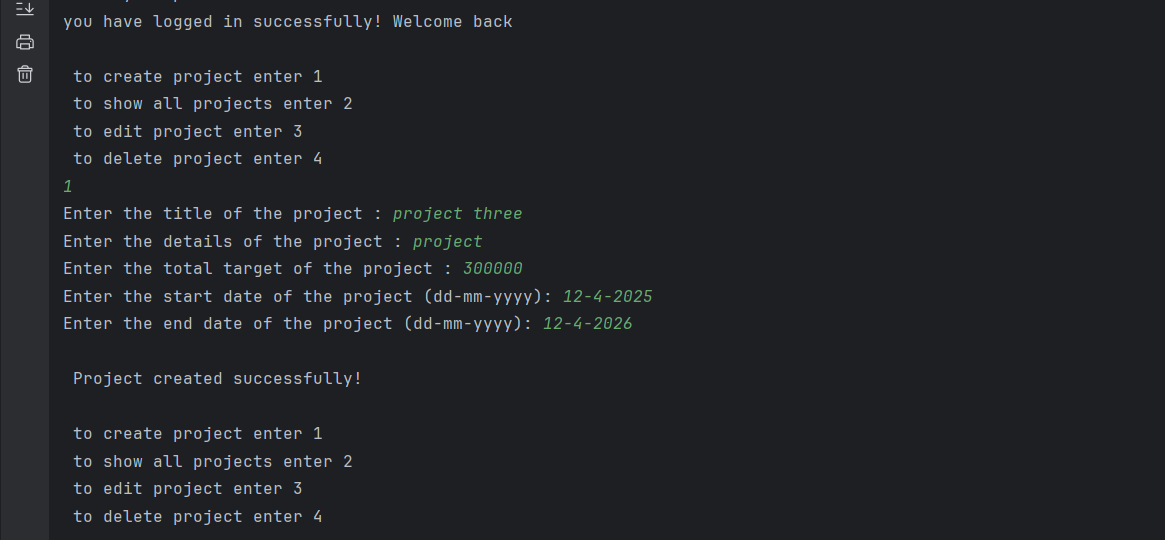 you have logged in successfully! Welcome back
to create project enter 1
to show all projects enter 2
to edit project enter 3
to delete project enter 4
1
Enter the title of the project : project three
Enter the details of the project : project
Enter the total target of the project : 300000
Enter the start date of the project (dd-mm-yyyy): 12-4-2025
Enter the end date of the project (dd-mm-yyyy): 12-4-2026
Project created successfully!
to create project enter 1
to show all projects enter 2
to edit project enter 3
to delete project enter 4